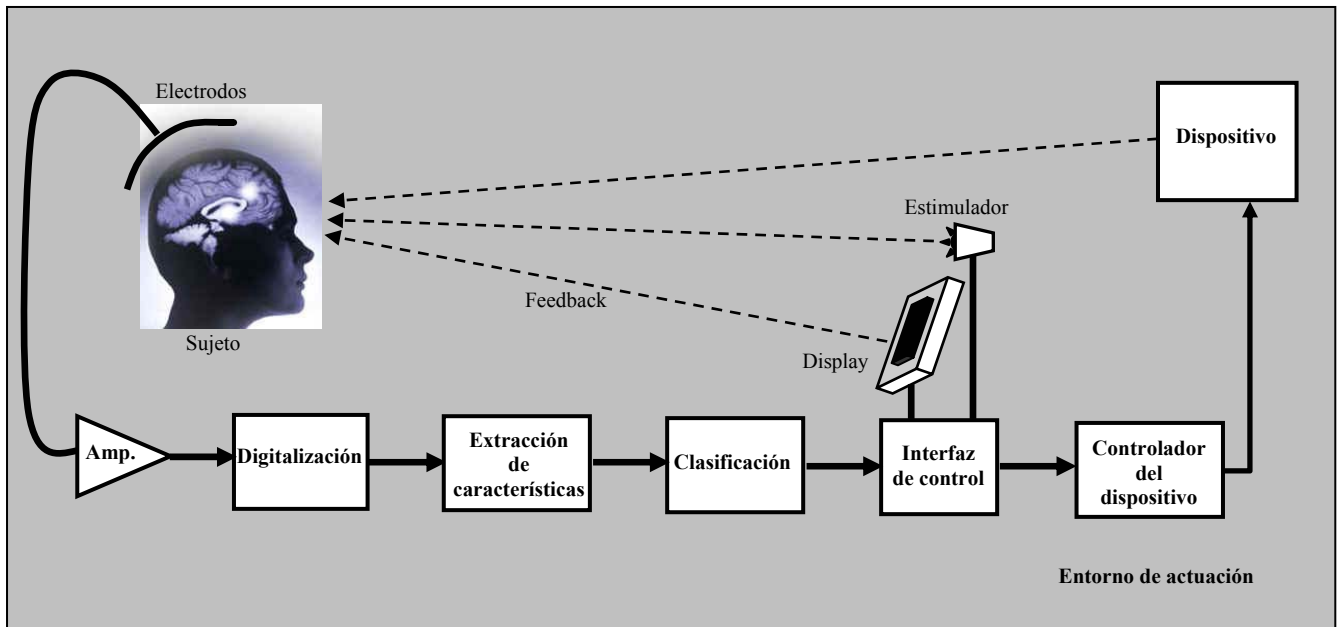 Electrodos
Dispositivo
Estimulador
Feedback
Sujeto
Display
Amp.
Digitalización
Extracción
de
características
Clasificación
Interfaz
de control
Controlador
del
dispositivo
Entorno de actuación